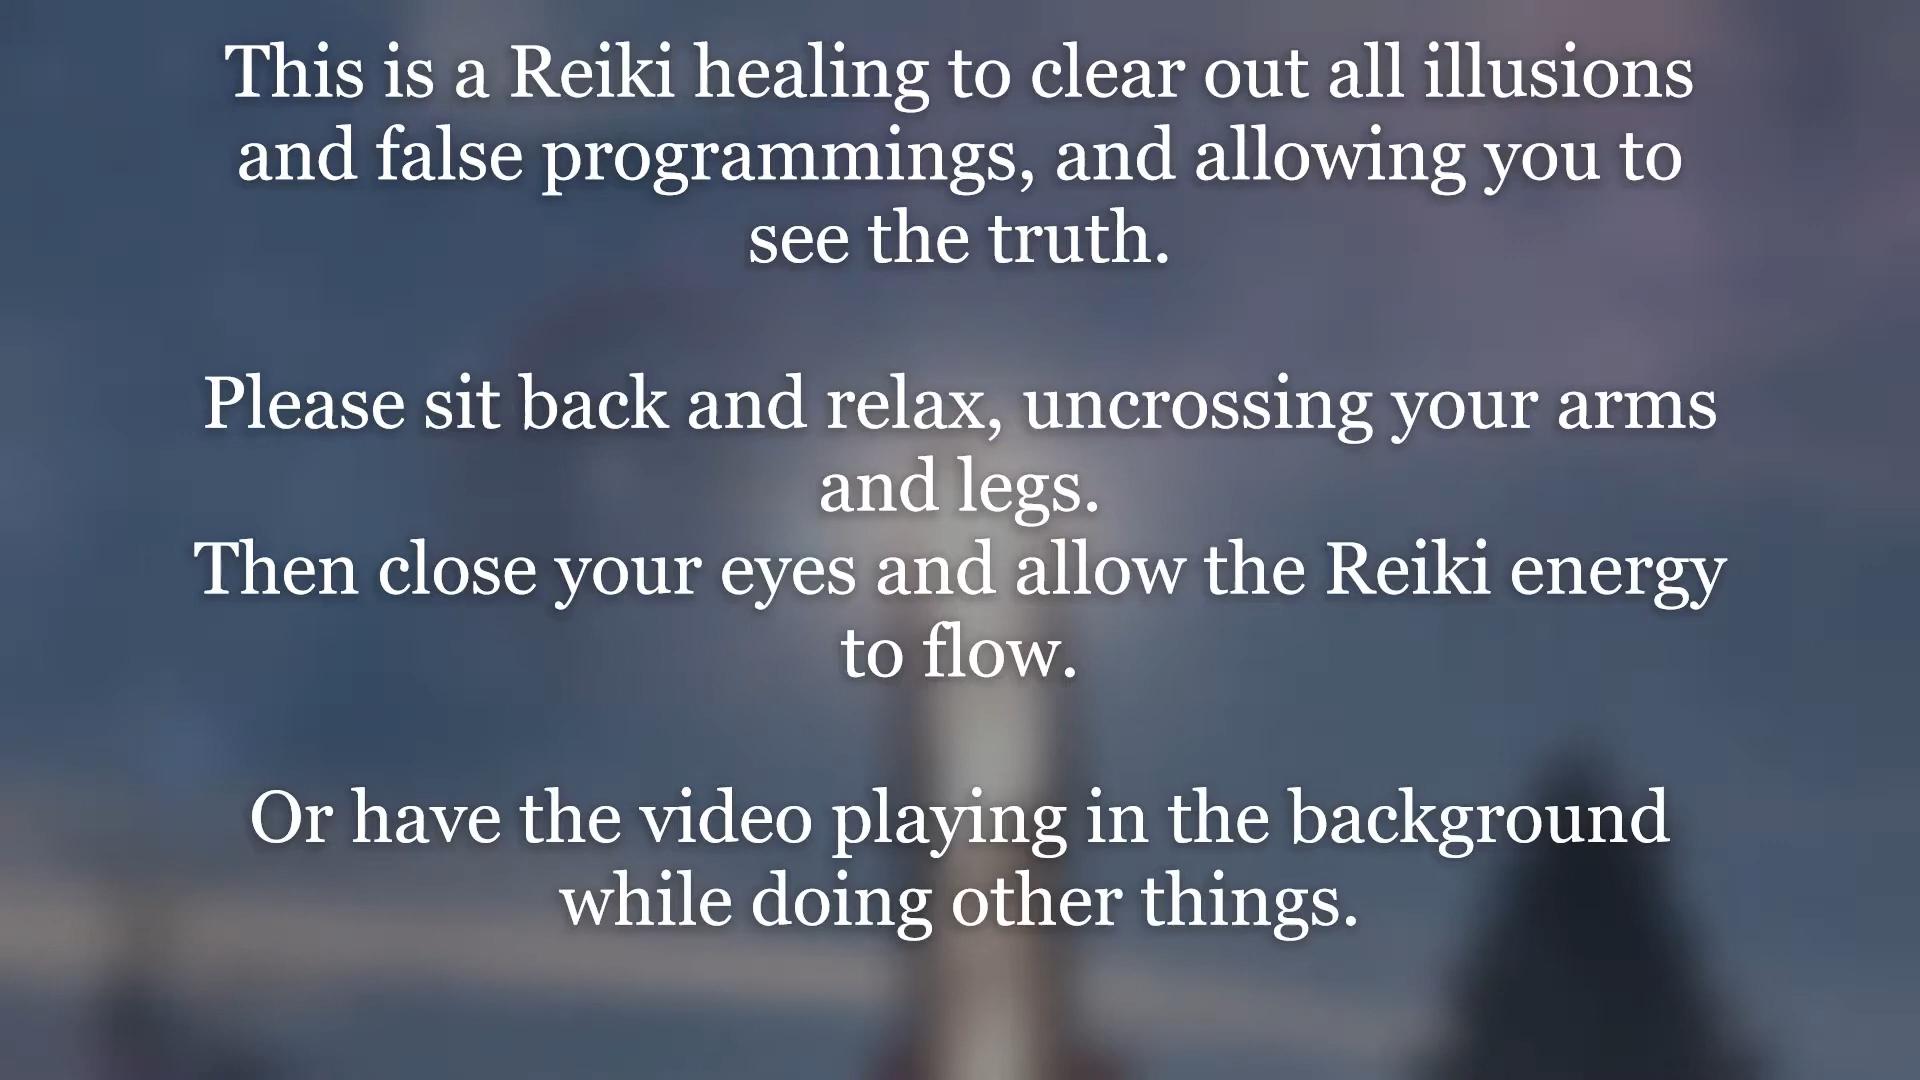 This is a Reiki healing to clear out all illusions
and false programmings, and allowing you to
see the truth.
Please sit back and relax, uncrossing your arms
and legs.
Then close your eyes and allow the Reiki energy
to flow.
Or have the video playing in the background
while doing other things.